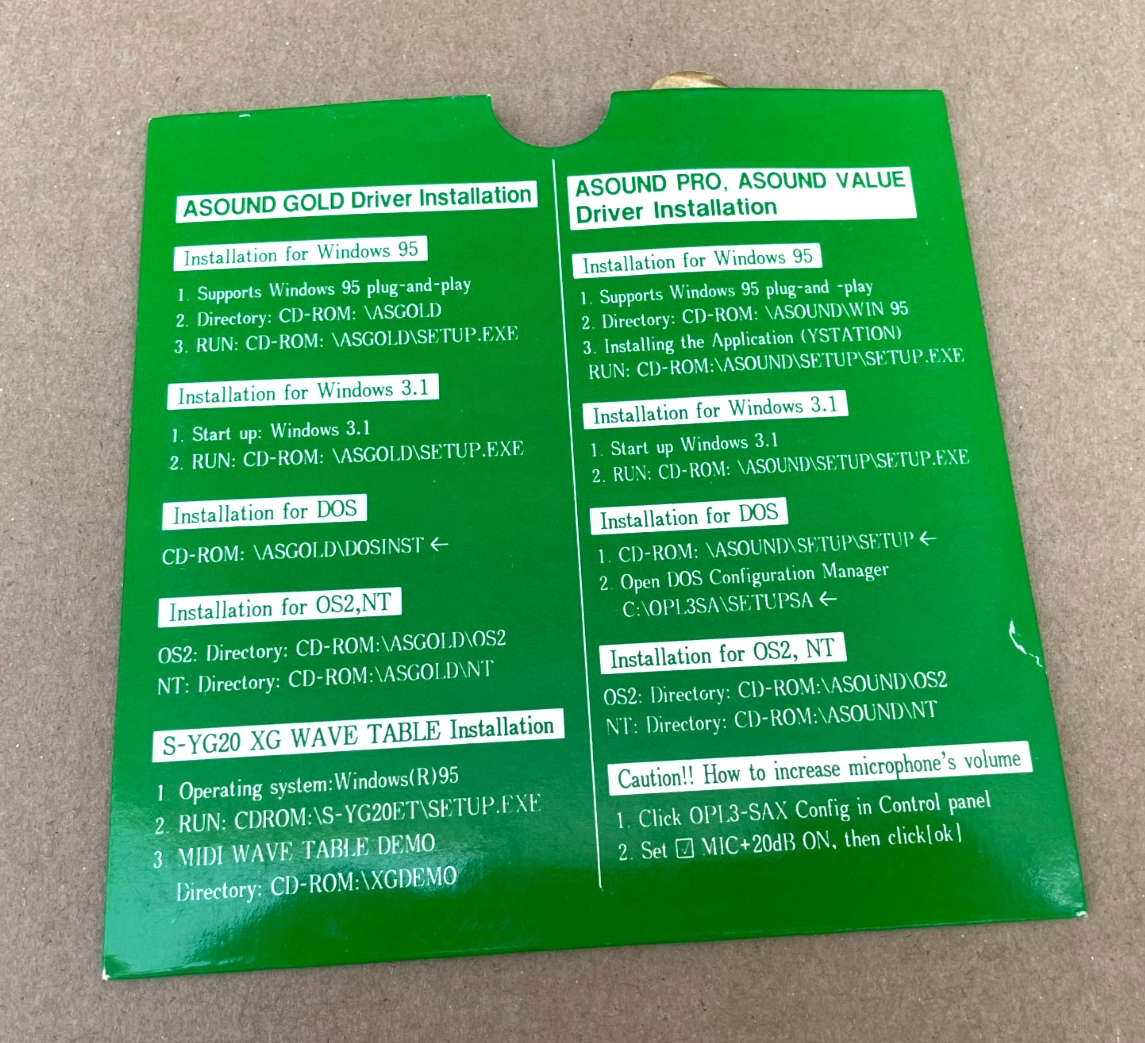 ASOUND GOLD Driver Installation
Installation for Windows 95
1. Supports Windows 95 plug-and-play
2. Directory: CD-ROM: \ASGOLD
3. RUN: CD-ROM: \ASGOLD\SETUP.EXE
Installation for Windows 3.1
1. Start up: Windows 3.1
2. RUN: CD-ROM: \ASGOLD\SETUP.EXE
Installation for DOS
CD-ROM: \ASGOLD\DOSINST ←
Installation for OS2,NT
OS2: Directory: CD-ROM:\ASGOLD\OS2
NT: Directory: CD-ROM:\ASGOLD\NT
S-YG20 XG WAVE TABLE Installation
1 Operating system:Windows(R)95
2. RUN: CDROM:\S-YG20ET\SETUP.EXE
3 MIDI WAVE TABLE DEMO
Directory: CD-ROM:\XGDEMO
ASOUND PRO, ASOUND VALUE
Driver Installation
Installation for Windows 95
1. Supports Windows 95 plug-and -play
2. Directory: CD-ROM: \ASOUND\WIN 95
3. Installing the Application (YSTATION)
RUN: CD-ROM:\ASOUND\SETUP\SETUP.EXE
Installation for Windows 3.1
1. Start up Windows 3.1
2. RUN: CD-ROM: \ASOUND\SETUP\SETUP.EXE
Installation for DOS
1. CD-ROM: \ASOUND\SETUP\SETUP ←
2. Open DOS Configuration Manager
C:\OPL3SA\SETUPSA ←
Installation for OS2, NT
OS2: Directory: CD-ROM:\ASOUND\OS2
NT: Directory: CD-ROM:\ASOUND\NT
Caution!! How to increase microphone's volume
1. Click OPL3-SAX Config in Control panel
2. Set ☑ MIC+20dB ON, then click[ok]